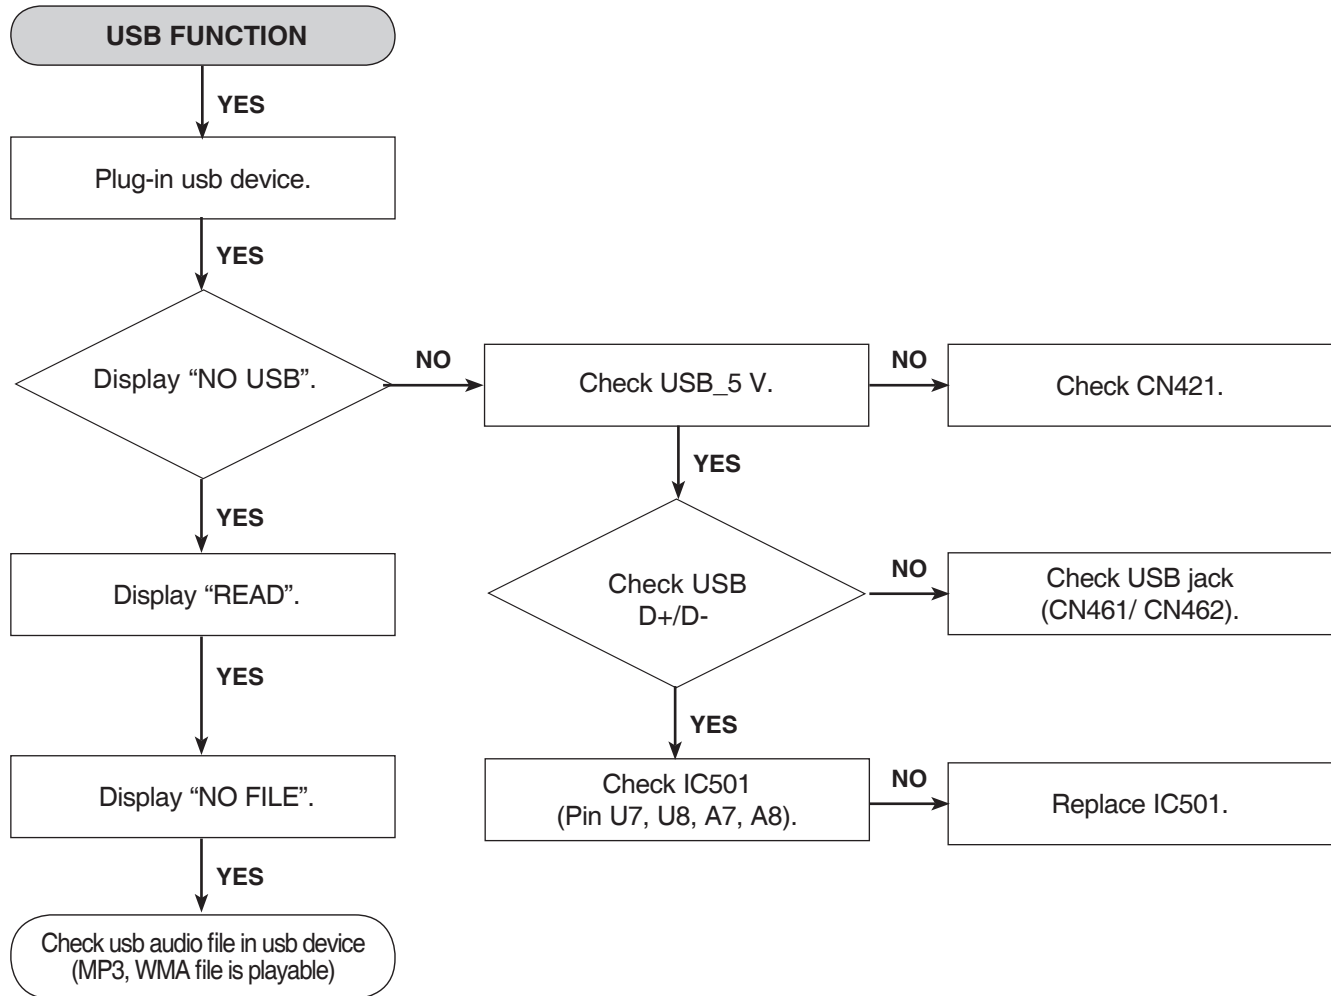 USB FUNCTION
YES
Plug-in usb device.
YES
Display “NO USB”.
NO
Check USB_5 V.
NO
Check CN421.
YES
YES
Display “READ”.
Check USB
D+/D-
NO
Check USB jack
(CN461/ CN462).
YES
YES
Display “NO FILE”.
Check IC501
(Pin U7, U8, A7, A8).
NO
Replace IC501.
YES
Check usb audio file in usb device
(MP3, WMA file is playable)